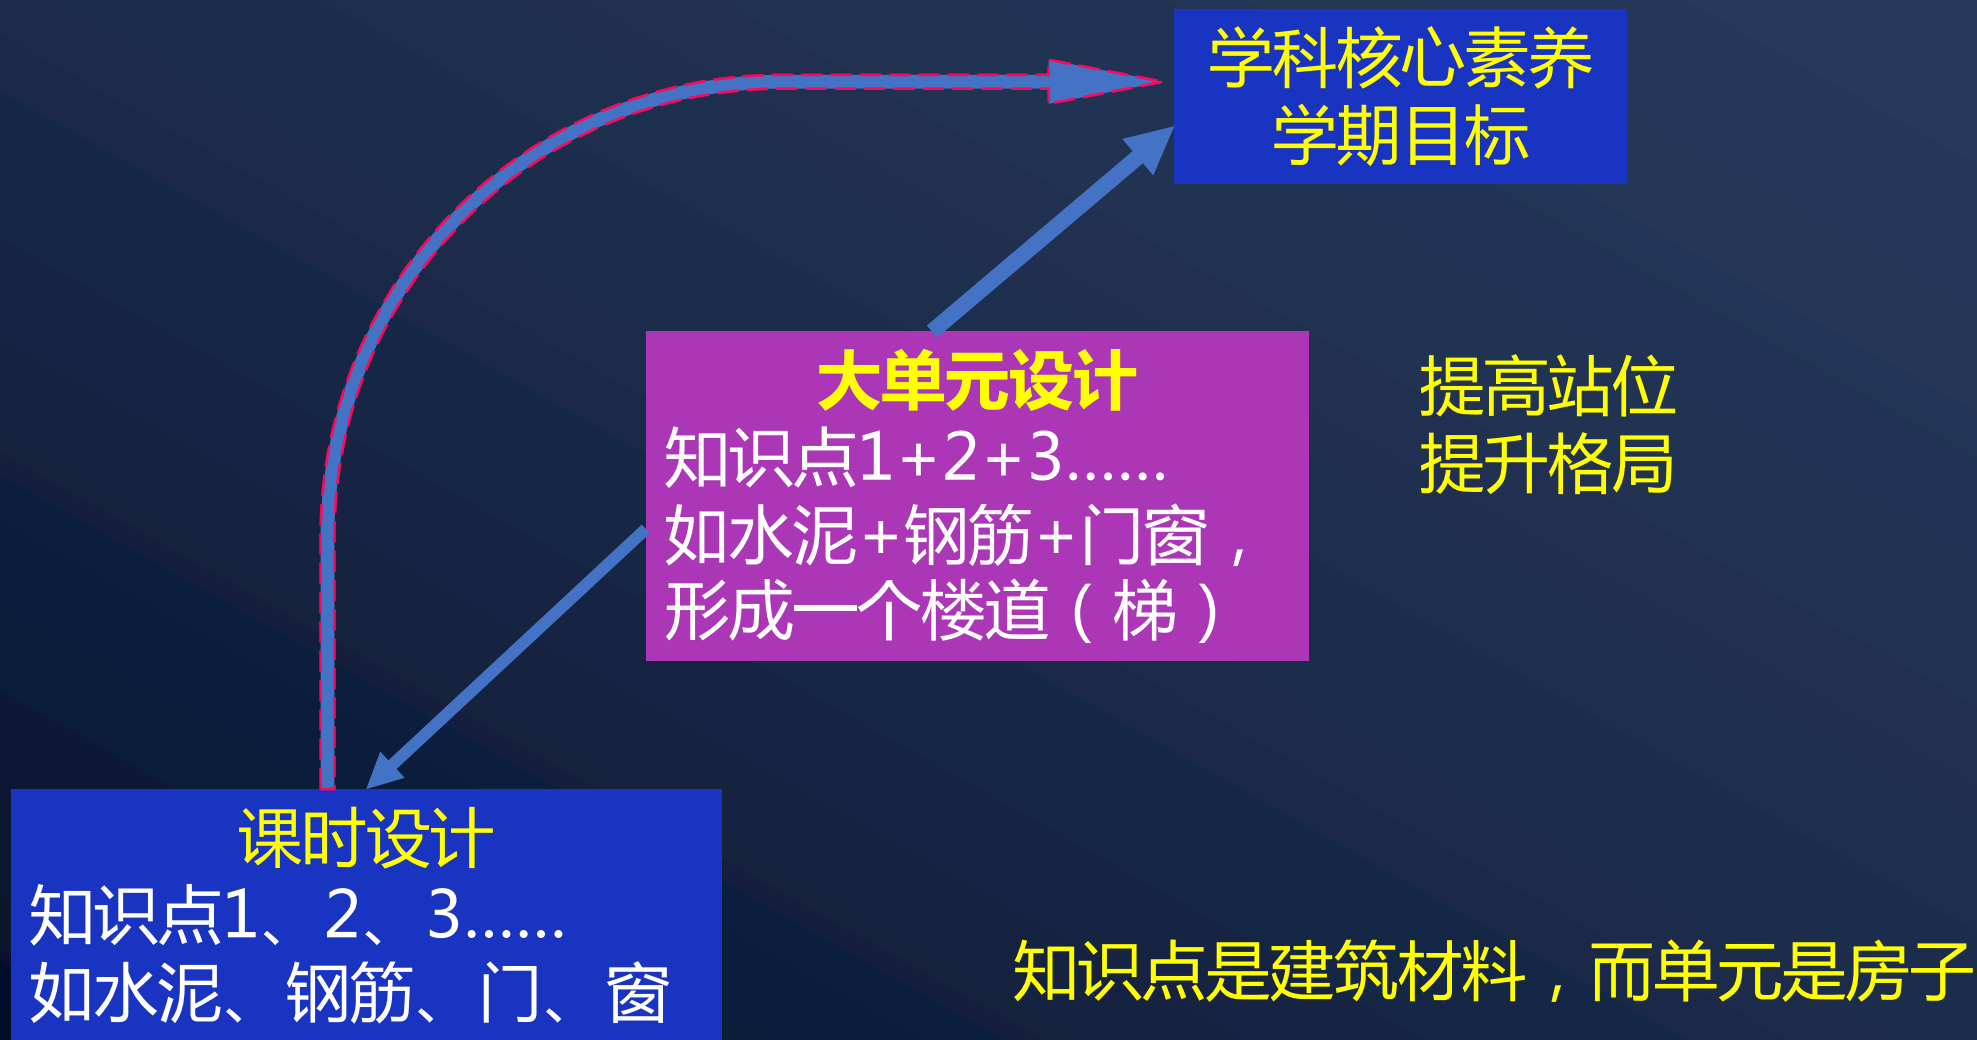 学科核心素养
学期目标
大单元设计
知识点1+2+3……
如水泥+钢筋+门窗，
形成一个楼道（梯）
提高站位
提升格局
课时设计
知识点1、2、3……
如水泥、钢筋、门、窗
知识点是建筑材料，而单元是房子